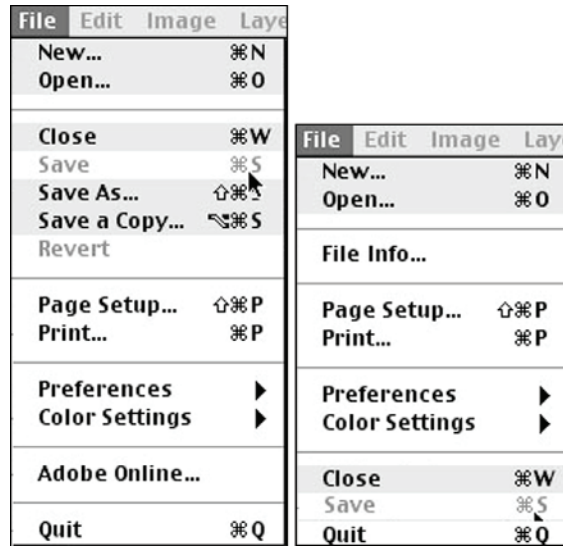 File Edit Image Laye
New... ⌘N
Open... ⌘O
Close ⌘W
Save ⌘S
Save As... ⇧⌘
Save a Copy... ⌥⌘S
Revert
Page Setup... ⇧⌘P
Print... ⌘P
Preferences ▶
Color Settings ▶
Adobe Online...
Quit ⌘Q
File Edit Image Lay
New... ⌘N
Open... ⌘O
File Info...
Page Setup... ⇧⌘P
Print... ⌘P
Preferences ▶
Color Settings ▶
Close ⌘W
Save ⌘S
Quit ⌘Q